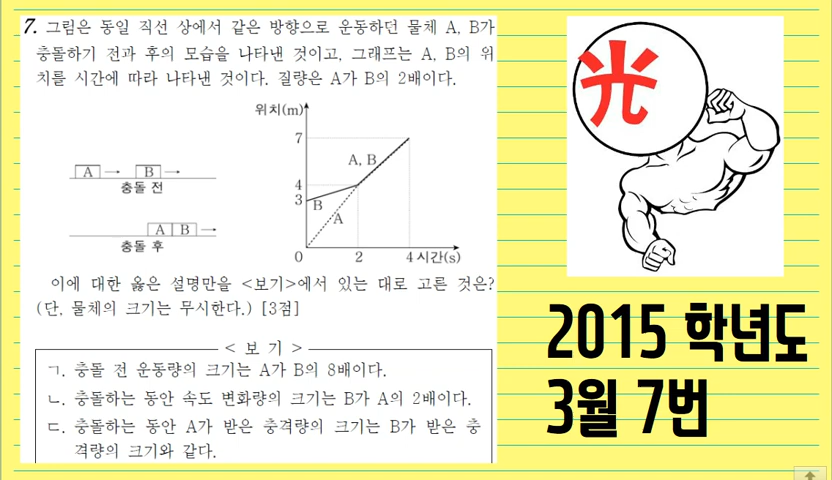 7. 그림은 동일 직선 상에서 같은 방향으로 운동하던 물체 A, B가
충돌하기 전과 후의 모습을 나타낸 것이고, 그래프는 A, B의 위
치를 시간에 따라 나타낸 것이다. 질량은 A가 B의 2배이다.
위치(m)
7
4
3
A, B
B
A
0
2
4 시간(s)
A
B
충돌 전
A B
충돌 후
이에 대한 옳은 설명만을 <보기>에서 있는 대로 고른 것은?
(단, 물체의 크기는 무시한다.) [3점]
< 보 기 >
ㄱ. 충돌 전 운동량의 크기는 A가 B의 8배이다.
ㄴ. 충돌하는 동안 속도 변화량의 크기는 B가 A의 2배이다.
ㄷ. 충돌하는 동안 A가 받은 충격량의 크기는 B가 받은 충
격량의 크기와 같다.
光
2015 학년도
3월 7번